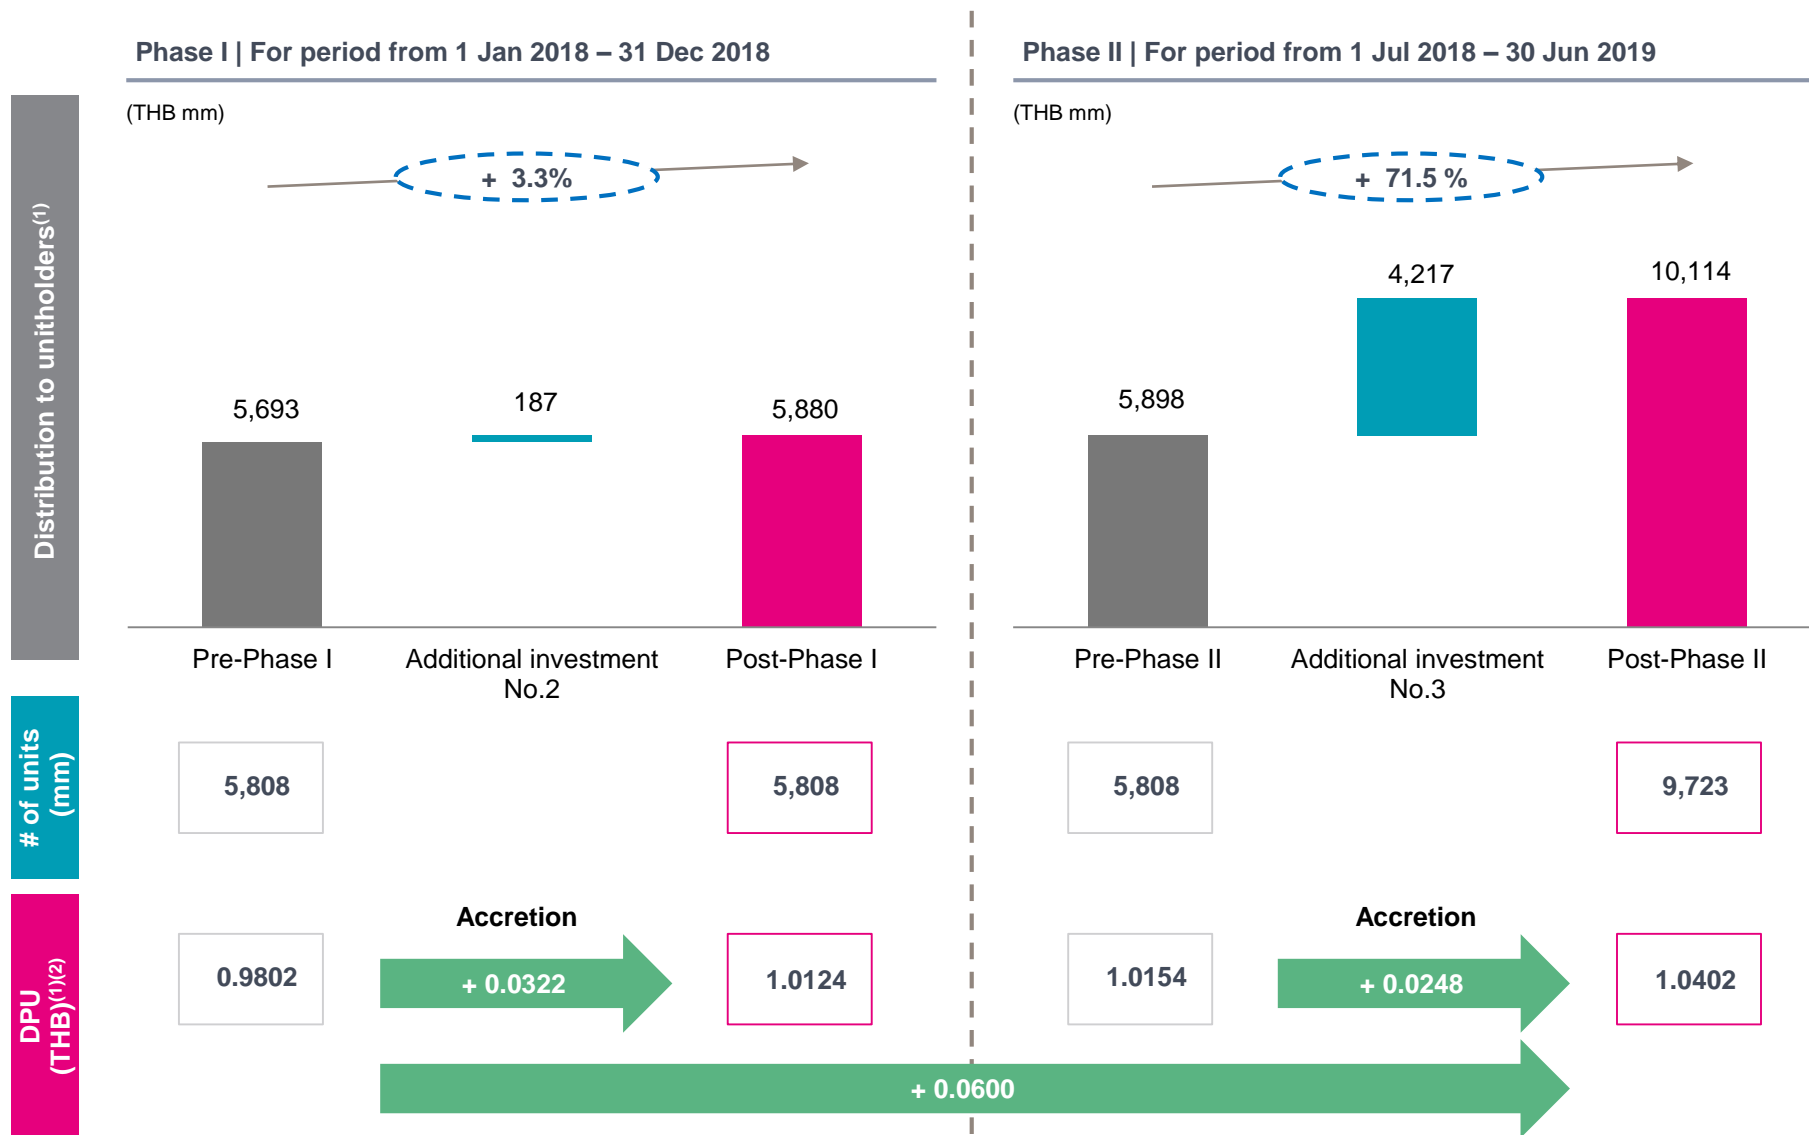 Phase I | For period from 1 Jan 2018 – 31 Dec 2018
(THB mm)
+ 3.3%
Distribution to unitholders(1)
5,693
187
5,880
Pre-Phase I
Additional investment
No.2
Post-Phase I
Phase II | For period from 1 Jul 2018 – 30 Jun 2019
(THB mm)
+ 71.5 %
5,898
4,217
10,114
Pre-Phase II
Additional investment
No.3
Post-Phase II
# of units
(mm)
5,808
5,808
5,808
9,723
DPU
(THB)(1)(2)
0.9802
Accretion
+ 0.0322
1.0124
1.0154
Accretion
+ 0.0248
1.0402
+ 0.0600